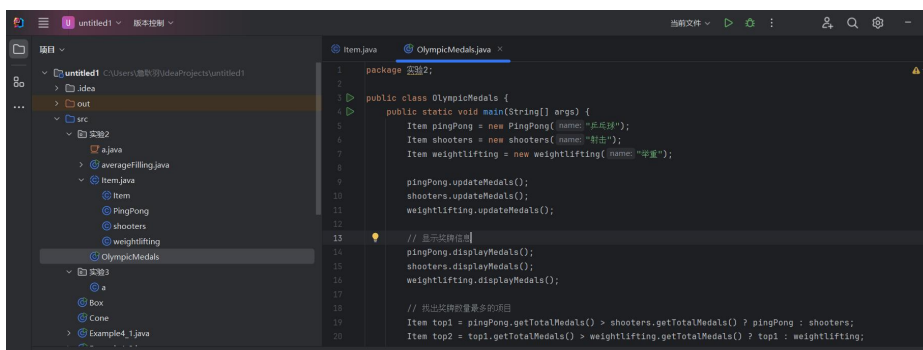 U untitled1 版本控制
当前文件
项目
untitled1 C:\Users\詹耿羽\IdeaProjects\untitled1
.idea
out
src
实验2
a.java
averageFilling.java
Item.java
Item
PingPong
shooters
weightlifting
OlympicMedals
实验3
a
Box
Cone
Example4_1.java
Item.java
OlympicMedals.java
1 package 实验2;
2
3 public class OlympicMedals {
4 public static void main(String[] args) {
5 Item pingPong = new PingPong( name: "乒乓球");
6 Item shooters = new shooters( name: "射击");
7 Item weightlifting = new weightlifting( name: "举重");
8
9 pingPong.updateMedals();
10 shooters.updateMedals();
11 weightlifting.updateMedals();
12
13 // 显示奖牌信息
14 pingPong.displayMedals();
15 shooters.displayMedals();
16 weightlifting.displayMedals();
17
18 // 找出奖牌数量最多的项目
19 Item top1 = pingPong.getTotalMedals() > shooters.getTotalMedals() ? pingPong : shooters;
20 Item top2 = top1.getTotalMedals() > weightlifting.getTotalMedals() ? top1 : weightlifting;